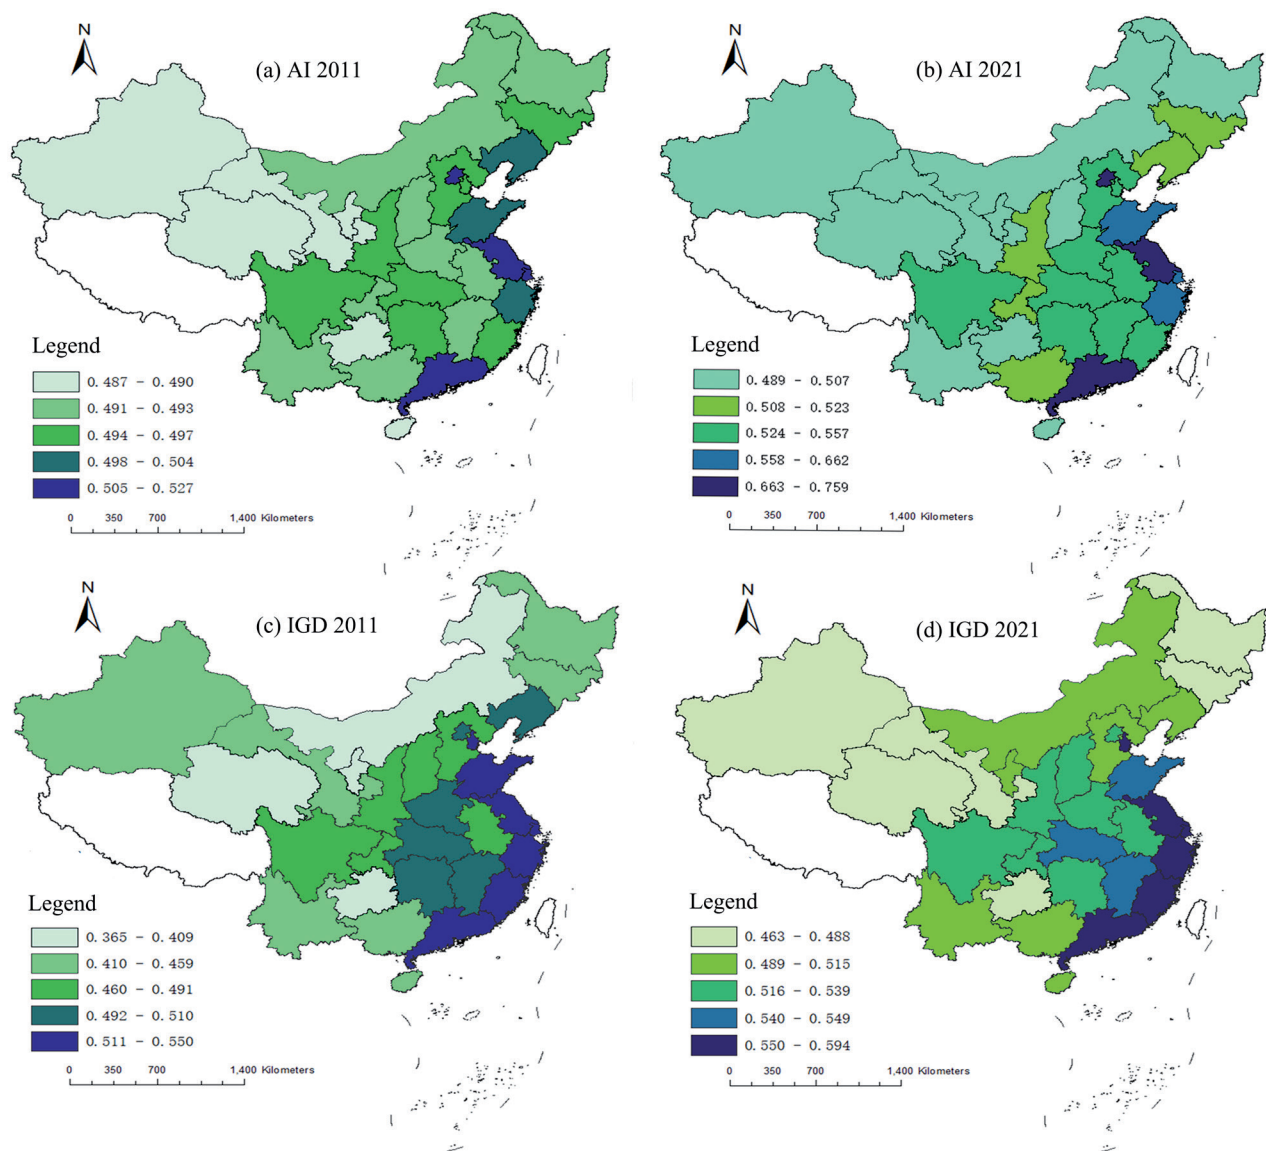 N
(a) AI 2011
Legend
0.487 - 0.490
0.491 - 0.493
0.494 - 0.497
0.498 - 0.504
0.505 - 0.527
0 350 700 1,400 Kilometers
N
(b) AI 2021
Legend
0.489 - 0.507
0.508 - 0.523
0.524 - 0.557
0.558 - 0.662
0.663 - 0.759
0 350 700 1,400 Kilometers
N
(c) IGD 2011
Legend
0.365 - 0.409
0.410 - 0.459
0.460 - 0.491
0.492 - 0.510
0.511 - 0.550
0 350 700 1,400 Kilometers
N
(d) IGD 2021
Legend
0.463 - 0.488
0.489 - 0.515
0.516 - 0.539
0.540 - 0.549
0.550 - 0.594
0 350 700 1,400 Kilometers